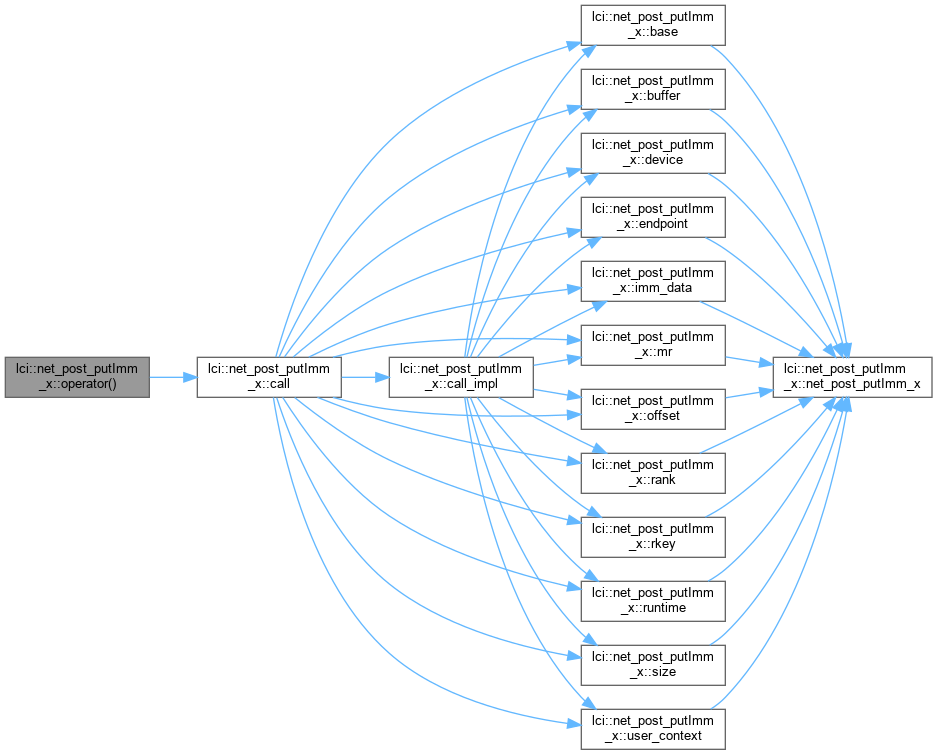 lci::net_post_putImm
_x::operator()
lci::net_post_putImm
_x::call
lci::net_post_putImm
_x::call_impl
lci::net_post_putImm
_x::base
lci::net_post_putImm
_x::buffer
lci::net_post_putImm
_x::device
lci::net_post_putImm
_x::endpoint
lci::net_post_putImm
_x::imm_data
lci::net_post_putImm
_x::mr
lci::net_post_putImm
_x::offset
lci::net_post_putImm
_x::rank
lci::net_post_putImm
_x::rkey
lci::net_post_putImm
_x::runtime
lci::net_post_putImm
_x::size
lci::net_post_putImm
_x::user_context
lci::net_post_putImm
_x::net_post_putImm_x